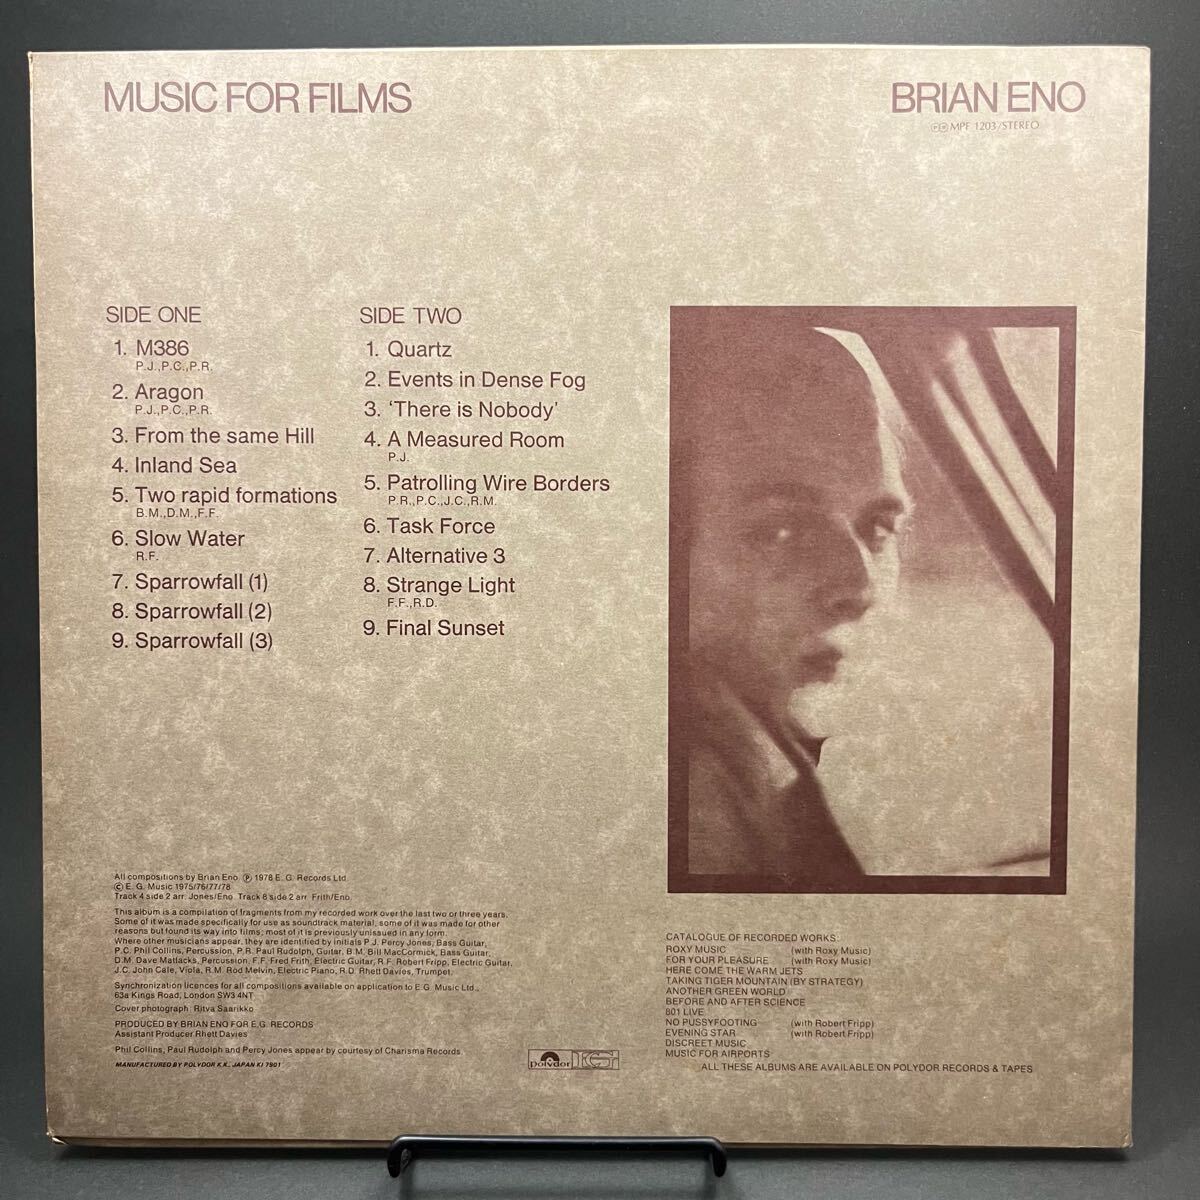 MUSIC FOR FILMS
BRIAN ENO
MPF 1203/STEREO
SIDE ONE
1. M386
P.J.,P.C.,P.R.
2. Aragon
P.J.,P.C.,P.R.
3. From the same Hill
4. Inland Sea
5. Two rapid formations
B.M.,D.M.,F.F.
6. Slow Water
R.F.
7. Sparrowfall (1)
8. Sparrowfall (2)
9. Sparrowfall (3)
SIDE TWO
1. Quartz
2. Events in Dense Fog
3. ‘There is Nobody’
4. A Measured Room
P.J.
5. Patrolling Wire Borders
P.R.,P.C.,J.C.,R.M.
6. Task Force
7. Alternative 3
8. Strange Light
F.F.,R.D.
9. Final Sunset
All compositions by Brian Eno. ℗ 1978 E. G. Records Ltd.
© E. G. Music 1975/76/77/78
Track 4 side 2 arr. Jones/Eno. Track 8 side 2 arr. Frith/Eno.
This album is a compilation of fragments from my recorded work over the last two or three years.
Some of it was made specifically for use as soundtrack material, some of it was made for other
reasons but found its way into films; most of it is previously unissued in any form.
Where other musicians appear, they are identified by initials P.J. Percy Jones, Bass Guitar,
P.C. Phil Collins, Percussion, P.R. Paul Rudolph, Guitar, B.M. Bill MacCormick, Bass Guitar,
D.M. Dave Mattacks, Percussion, F.F. Fred Frith, Electric Guitar, R.F. Robert Fripp, Electric Guitar,
J.C. John Cale, Viola, R.M. Rod Melvin, Electric Piano, R.D. Rhett Davies, Trumpet.
Synchronization licences for all compositions available on application to E.G. Music Ltd.,
63a Kings Road, London SW3 4NT
Cover photograph: Ritva Saarikko
PRODUCED BY BRIAN ENO FOR E.G. RECORDS
Assistant Producer Rhett Davies
Phil Collins, Paul Rudolph and Percy Jones appear by courtesy of Charisma Records.
MANUFACTURED BY POLYDOR K.K., JAPAN KI 7901
polydor EG
CATALOGUE OF RECORDED WORKS:
ROXY MUSIC (with Roxy Music)
FOR YOUR PLEASURE (with Roxy Music)
HERE COME THE WARM JETS
TAKING TIGER MOUNTAIN (BY STRATEGY)
ANOTHER GREEN WORLD
BEFORE AND AFTER SCIENCE
801 LIVE
NO PUSSYFOOTING (with Robert Fripp)
EVENING STAR (with Robert Fripp)
DISCREET MUSIC
MUSIC FOR AIRPORTS
ALL THESE ALBUMS ARE AVAILABLE ON POLYDOR RECORDS & TAPES